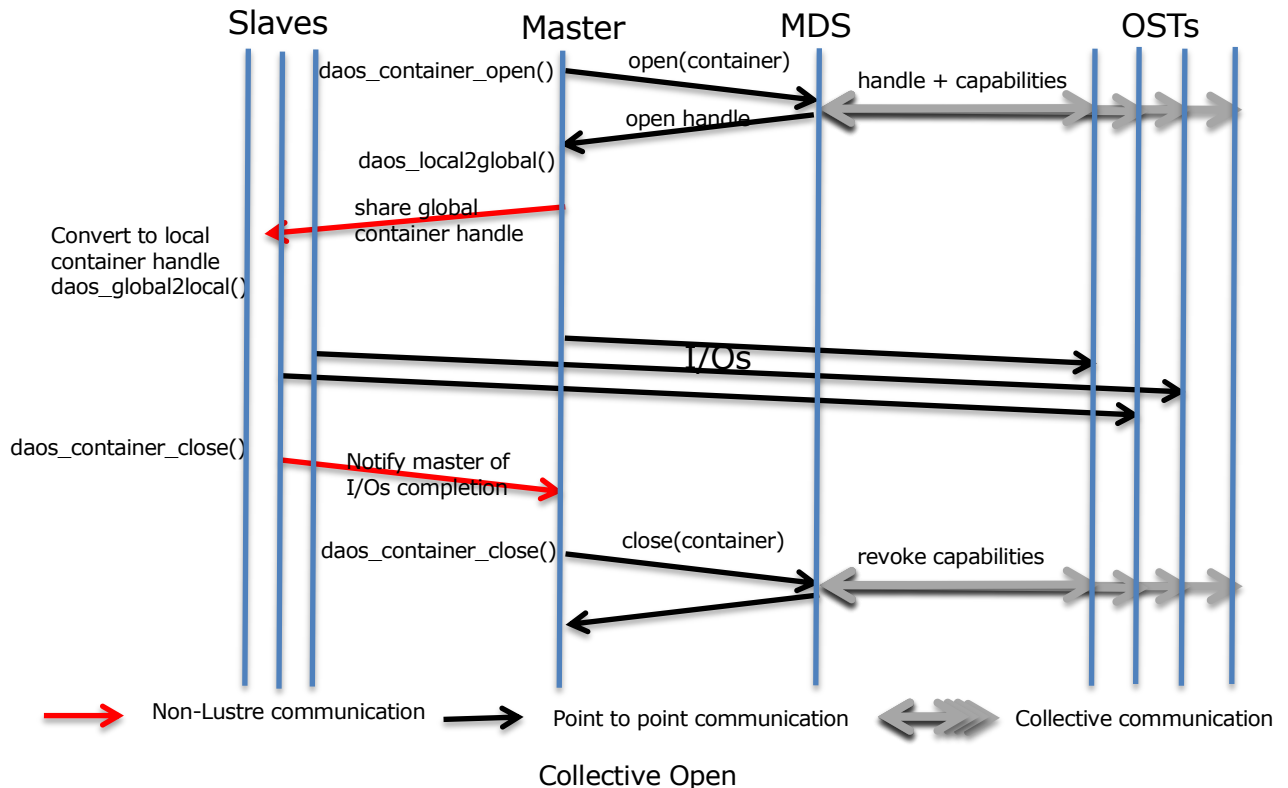 Slaves
Master
MDS
OSTs
daos_container_open()
open(container)
handle + capabilities
open handle
daos_local2global()
share global
container handle
Convert to local
container handle
daos_global2local()
I/Os
daos_container_close()
Notify master of
I/Os completion
daos_container_close()
close(container)
revoke capabilities
Non-Lustre communication
Point to point communication
Collective communication
Collective Open